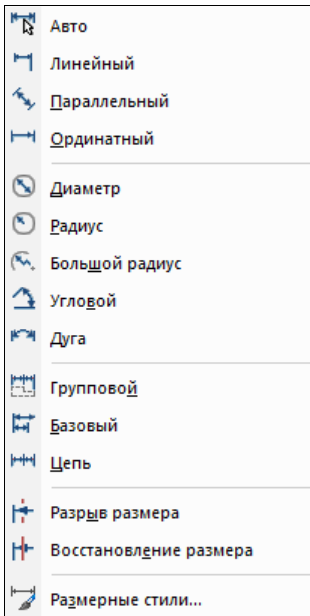 Авто
Линейный
Параллельный
Ординатный
Диаметр
Радиус
Большой радиус
Угловой
Дуга
Групповой
Базовый
Цепь
Разрыв размера
Восстановление размера
Размерные стили...